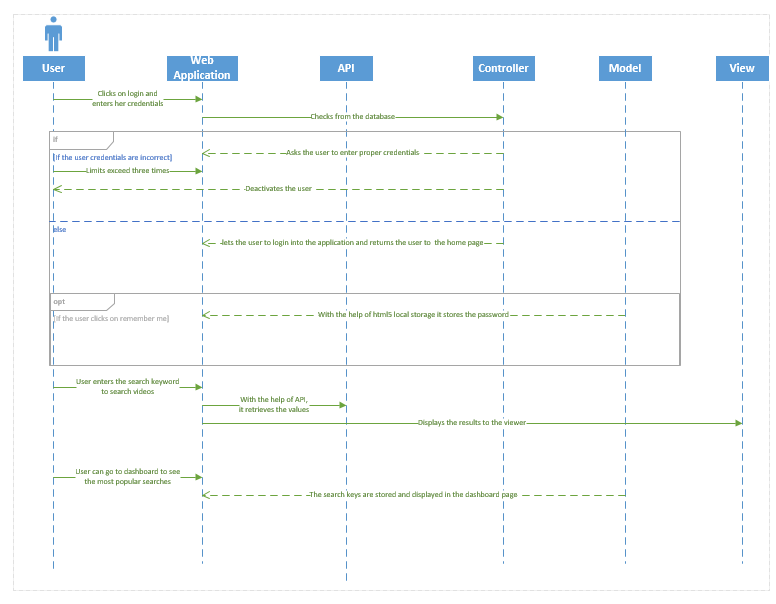 User
Web
Application
API
Controller
Model
View
Clicks on login and
enters her credentials
Checks from the database
If
[If the user credentials are incorrect]
Asks the user to enter proper credentials
Limits exceed three times
Deactivates the user
else
lets the user to login into the application and returns the user to the home page
opt
[If the user clicks on remember me]
With the help of html5 local storage it stores the password
User enters the search keyword
to search videos
With the help of API,
it retrieves the values
Displays the results to the viewer
User can go to dashboard to see
the most popular searches
The search keys are stored and displayed in the dashboard page